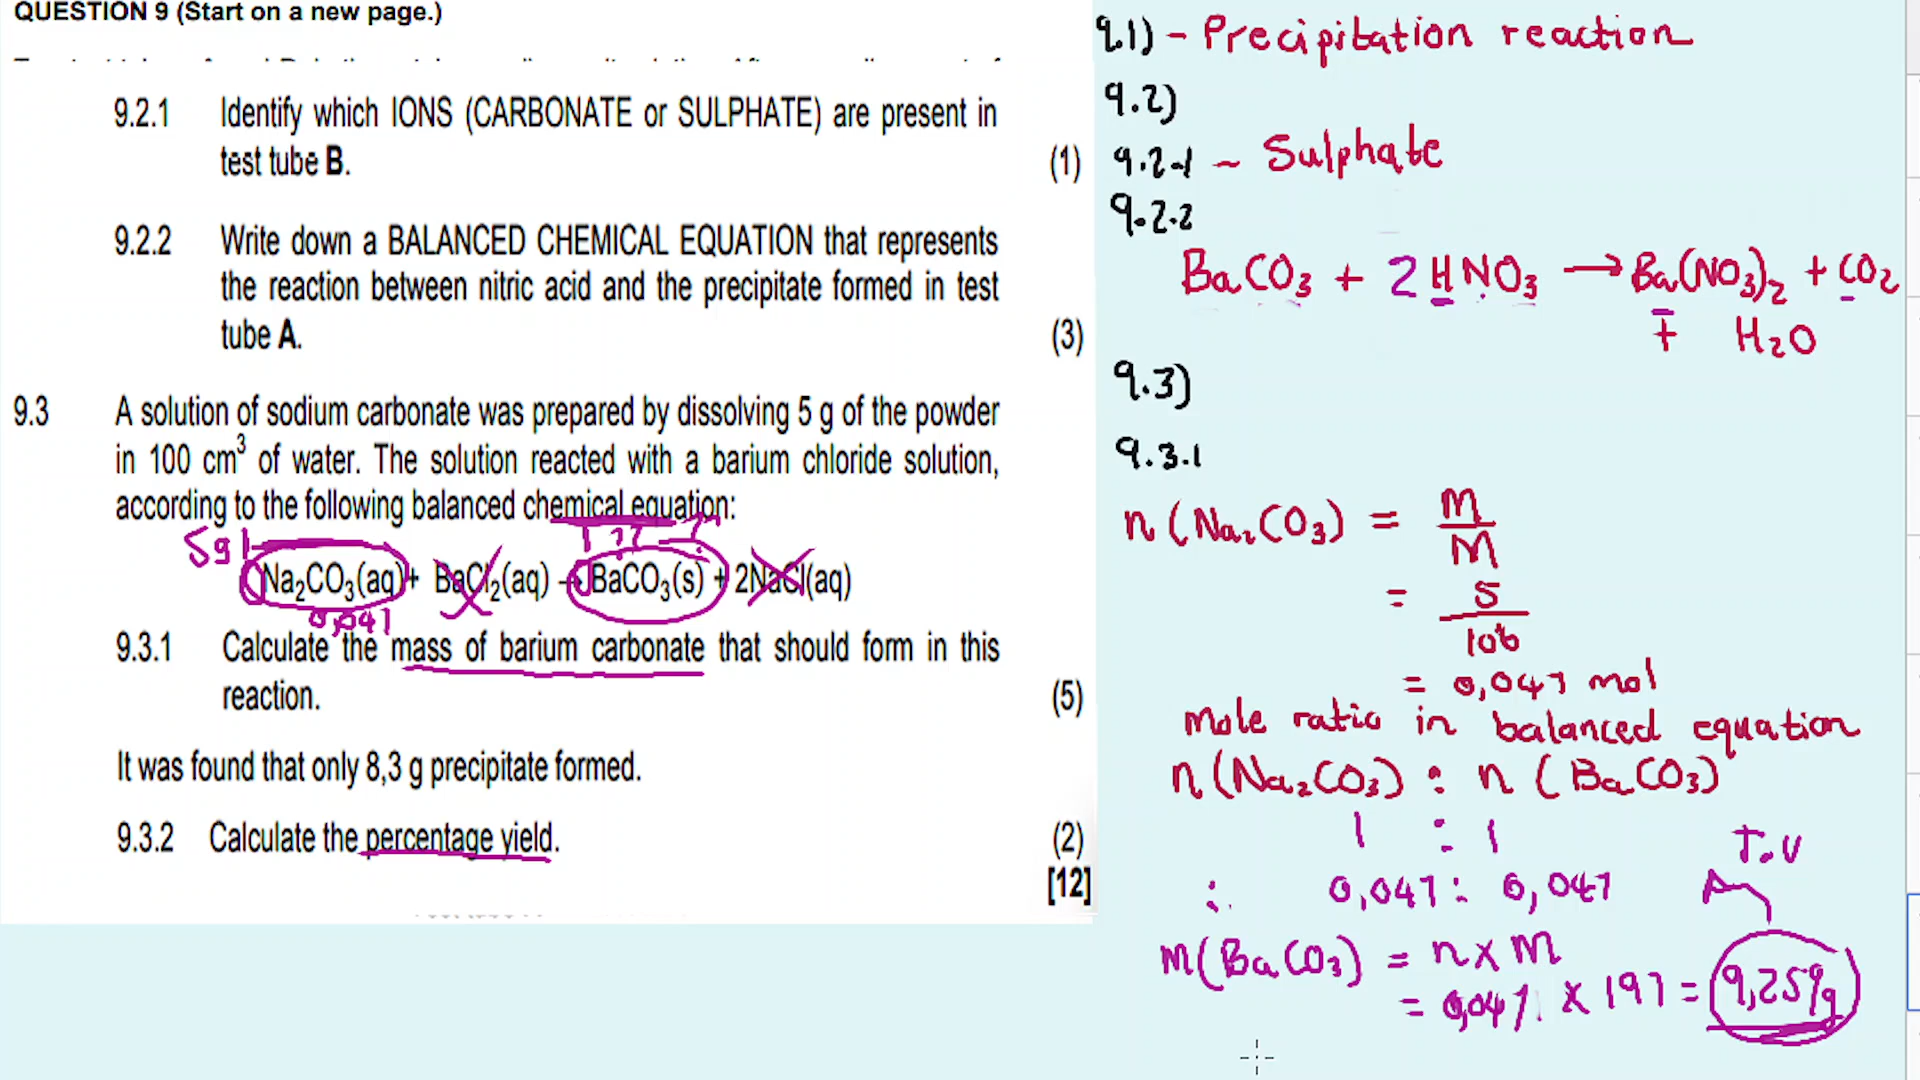 QUESTION 9 (Start on a new page.)
9.2.1 Identify which IONS (CARBONATE or SULPHATE) are present in
test tube B. (1)
9.2.2 Write down a BALANCED CHEMICAL EQUATION that represents
the reaction between nitric acid and the precipitate formed in test
tube A. (3)
9.3 A solution of sodium carbonate was prepared by dissolving 5 g of the powder
in 100 cm³ of water. The solution reacted with a barium chloride solution,
according to the following balanced chemical equation:
5g
Na₂CO₃(aq)+ BaCl₂(aq) → BaCO₃(s) + 2NaCl(aq)
0,047
9.3.1 Calculate the mass of barium carbonate that should form in this
reaction. (5)
It was found that only 8,3 g precipitate formed.
9.3.2 Calculate the percentage yield. (2)
[12]
9.1) - Precipitation reaction
9.2)
9.2.1 - Sulphate
9.2.2
BaCO₃ + 2HNO₃ → Ba(NO₃)₂ + CO₂
+ H₂O
9.3)
9.3.1
n(Na₂CO₃) = m/M
= 5/106
= 0,047 mol
mole ratio in balanced equation
n(Na₂CO₃) : n(BaCO₃)
1 : 1
∴ 0,047 : 0,047
m(BaCO₃) = n x M
= 0,047 x 197 = 9,259g